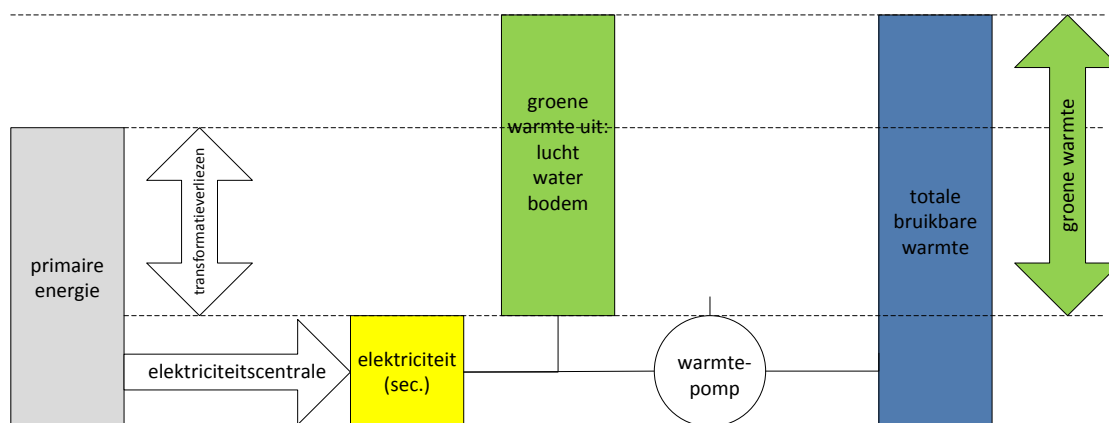 primaire
energie
transformatieverliezen
elektriciteitscentrale
elektriciteit
(sec.)
groene
warmte uit:
lucht
water
bodem
warmte-
pomp
totale
bruikbare
warmte
groene warmte